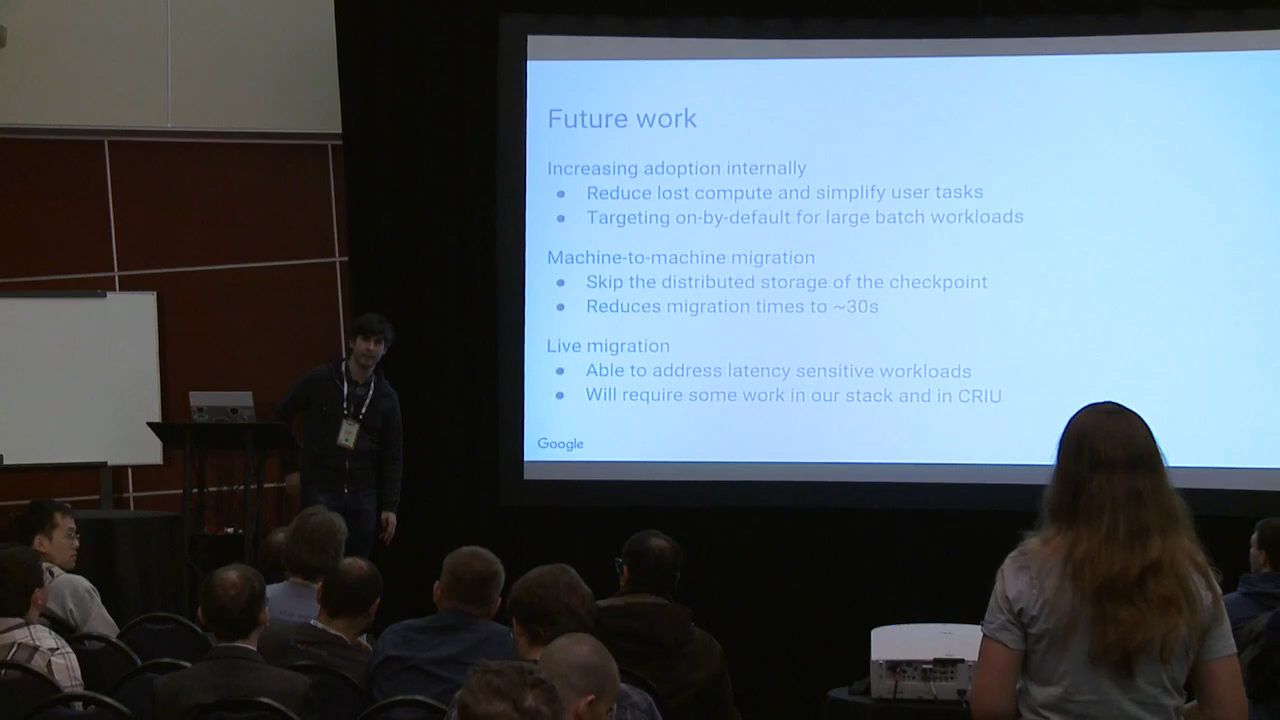 Future work
Increasing adoption internally
● Reduce lost compute and simplify user tasks
● Targeting on-by-default for large batch workloads
Machine-to-machine migration
● Skip the distributed storage of the checkpoint
● Reduces migration times to ~30s
Live migration
● Able to address latency sensitive workloads
● Will require some work in our stack and in CRIU
Google